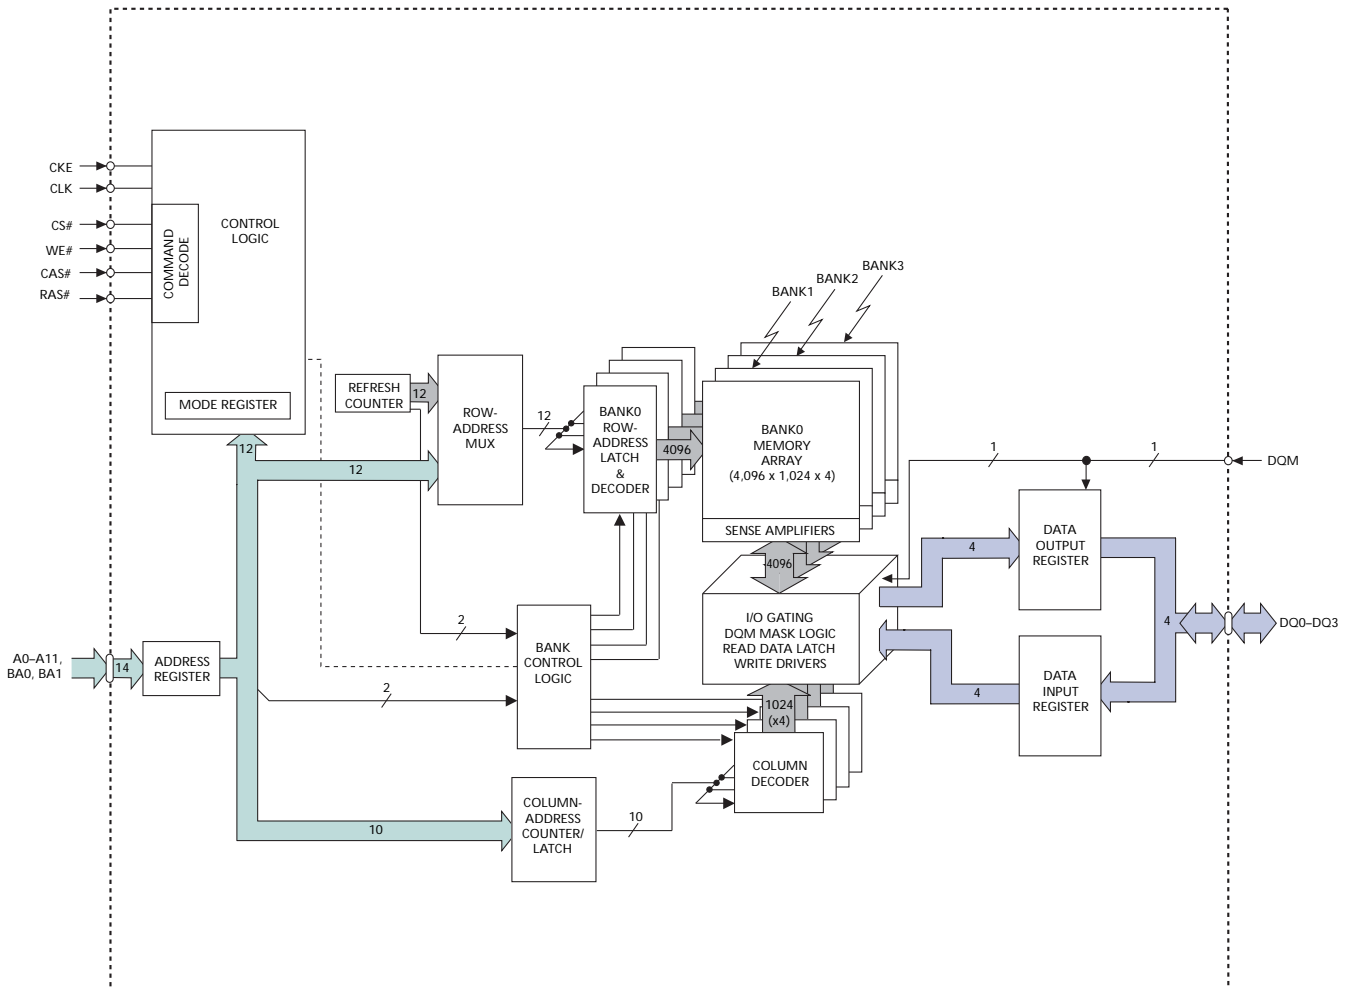 CKE
CLK
CS#
WE#
CAS#
RAS#
COMMAND
DECODE
CONTROL
LOGIC
MODE REGISTER
12
12
REFRESH
COUNTER
12
ROW-
ADDRESS
MUX
12
BANK0
ROW-
ADDRESS
LATCH
&
DECODER
4096
BANK1
BANK2
BANK3
BANK0
MEMORY
ARRAY
(4,096 x 1,024 x 4)
SENSE AMPLIFIERS
4096
I/O GATING
DQM MASK LOGIC
READ DATA LATCH
WRITE DRIVERS
1
1
DQM
DATA
OUTPUT
REGISTER
4
4
DQ0–DQ3
DATA
INPUT
REGISTER
4
A0–A11,
BA0, BA1
14
ADDRESS
REGISTER
2
2
BANK
CONTROL
LOGIC
1024
(x4)
COLUMN
DECODER
10
COLUMN-
ADDRESS
COUNTER/
LATCH
10